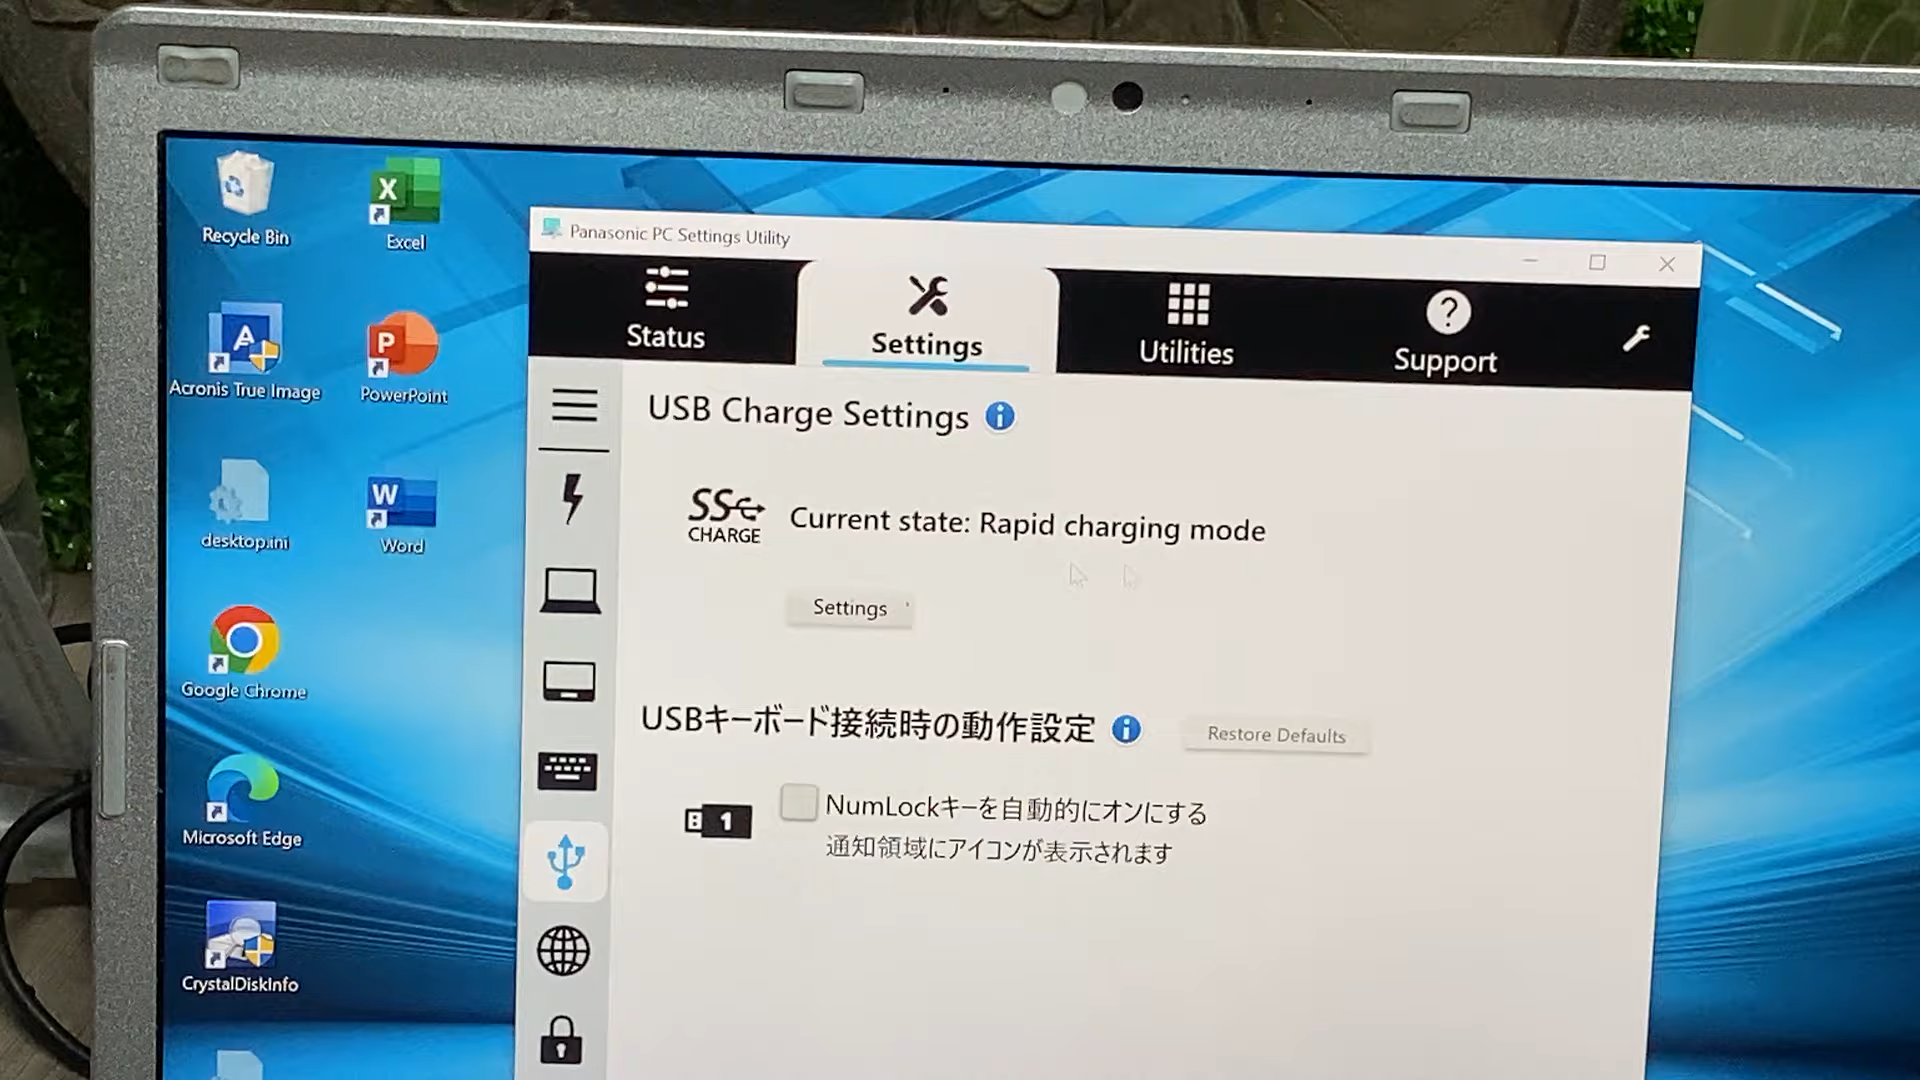 Recycle Bin
Excel
Acronis True Image
PowerPoint
desktop.ini
Word
Google Chrome
Microsoft Edge
CrystalDiskInfo
Panasonic PC Settings Utility
Status
Settings
Utilities
Support
USB Charge Settings
SS CHARGE
Current state: Rapid charging mode
Settings
USBキーボード接続時の動作設定
Restore Defaults
1
NumLockキーを自動的にオンにする
通知領域にアイコンが表示されます